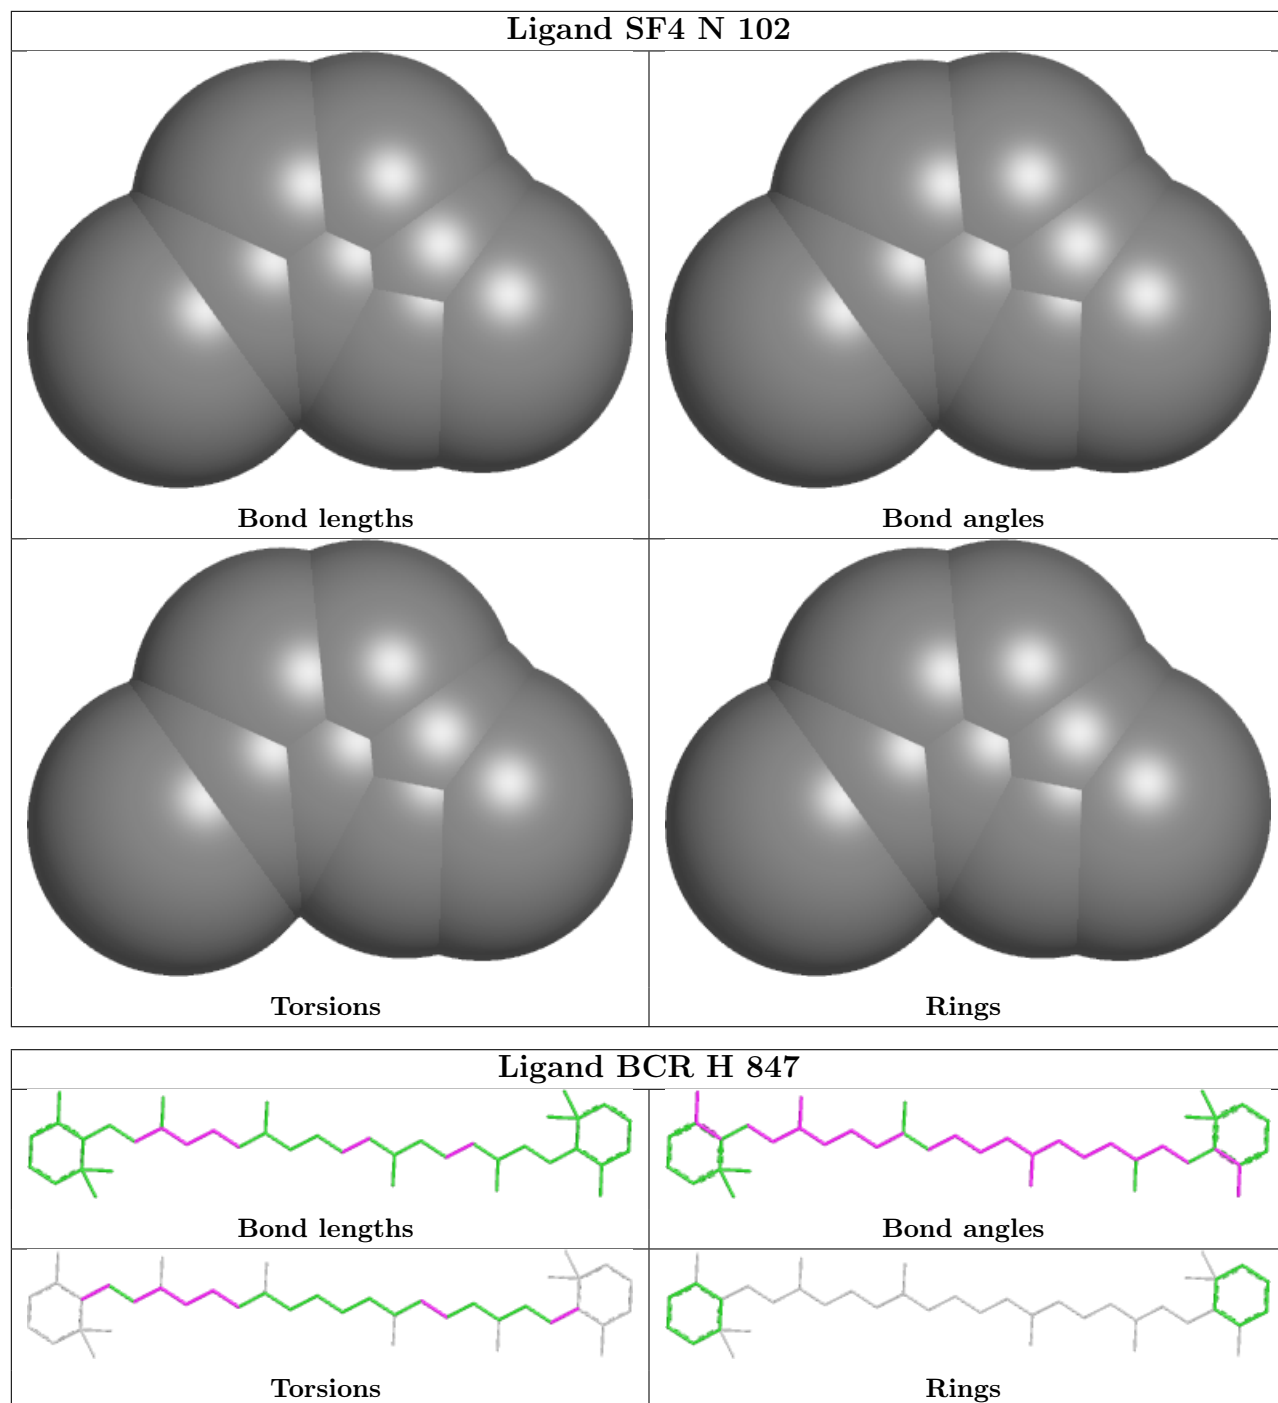 Ligand SF4 N 102
Bond lengths
Bond angles
Torsions
Rings
Ligand BCR H 847
Bond lengths
Bond angles
Torsions
Rings